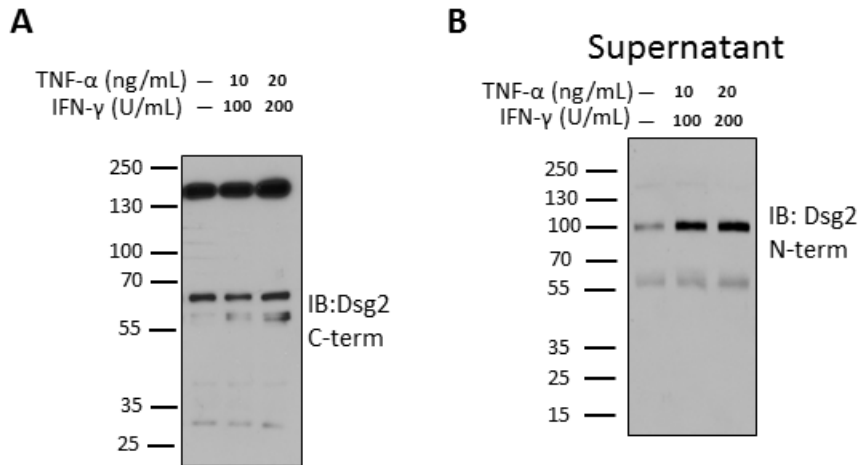 A
TNF-α (ng/mL) — 10 20
IFN-γ (U/mL) — 100 200
250
130
100
70
55
35
25
IB:Dsg2
C-term
B
Supernatant
TNF-α (ng/mL) — 10 20
IFN-γ (U/mL) — 100 200
250
130
100
70
55
35
25
15
IB: Dsg2
N-term